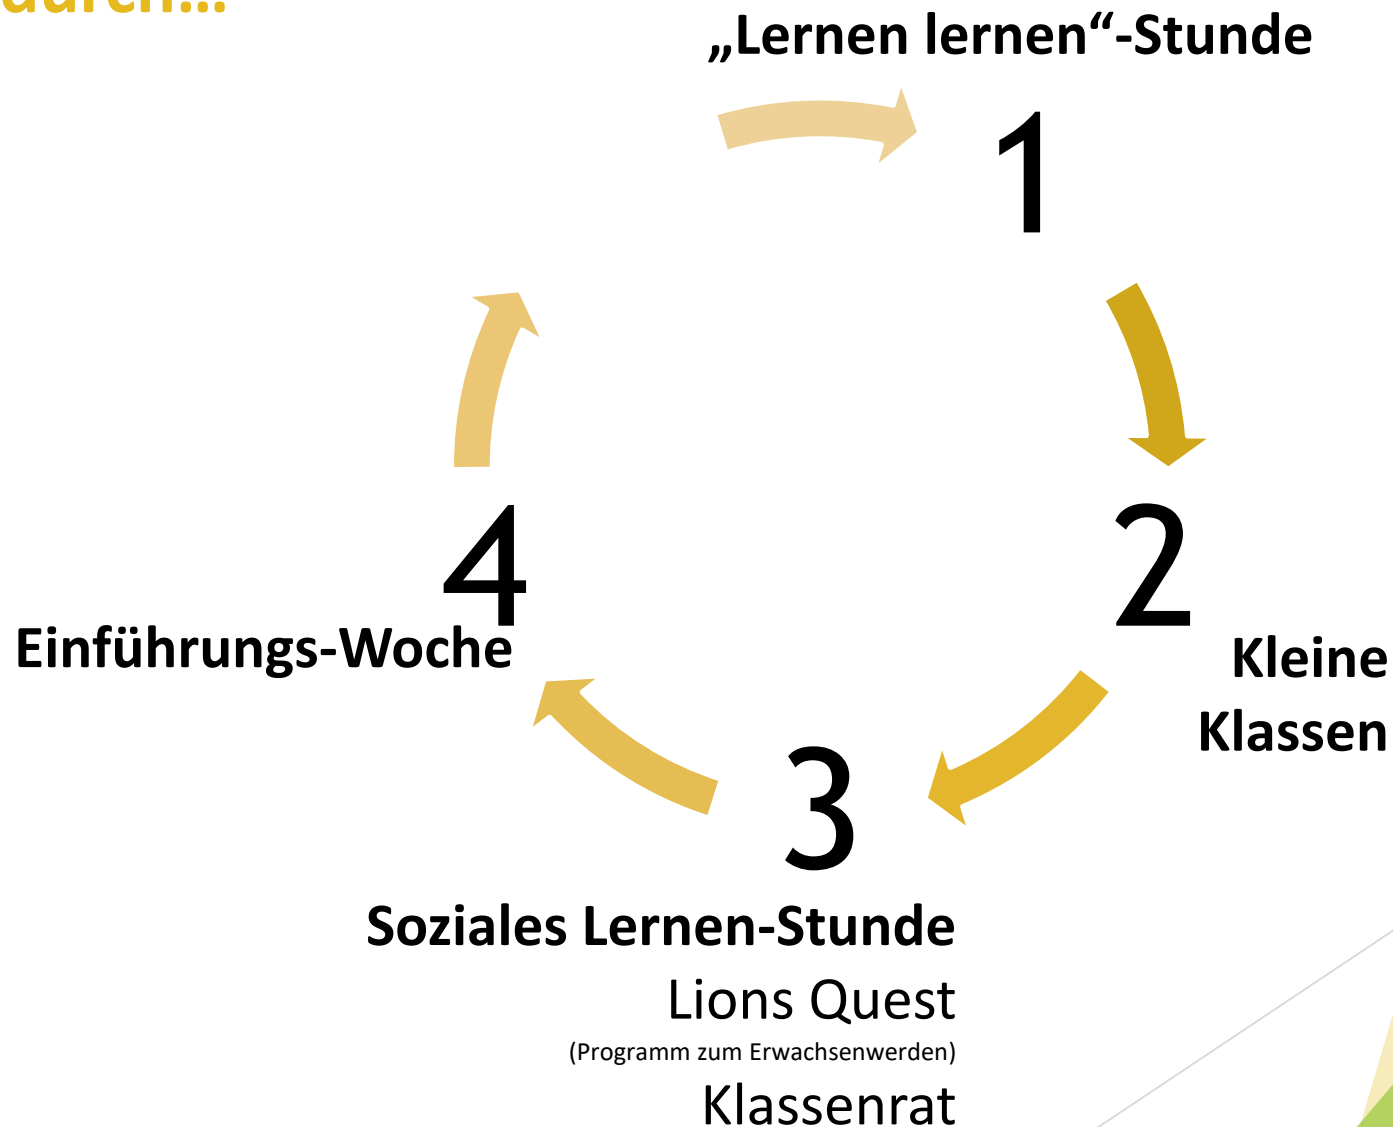 durch...
„Lernen lernen“-Stunde
1
2
Kleine
Klassen
3
Soziales Lernen-Stunde
Lions Quest
(Programm zum Erwachsenwerden)
Klassenrat
4
Einführungs-Woche